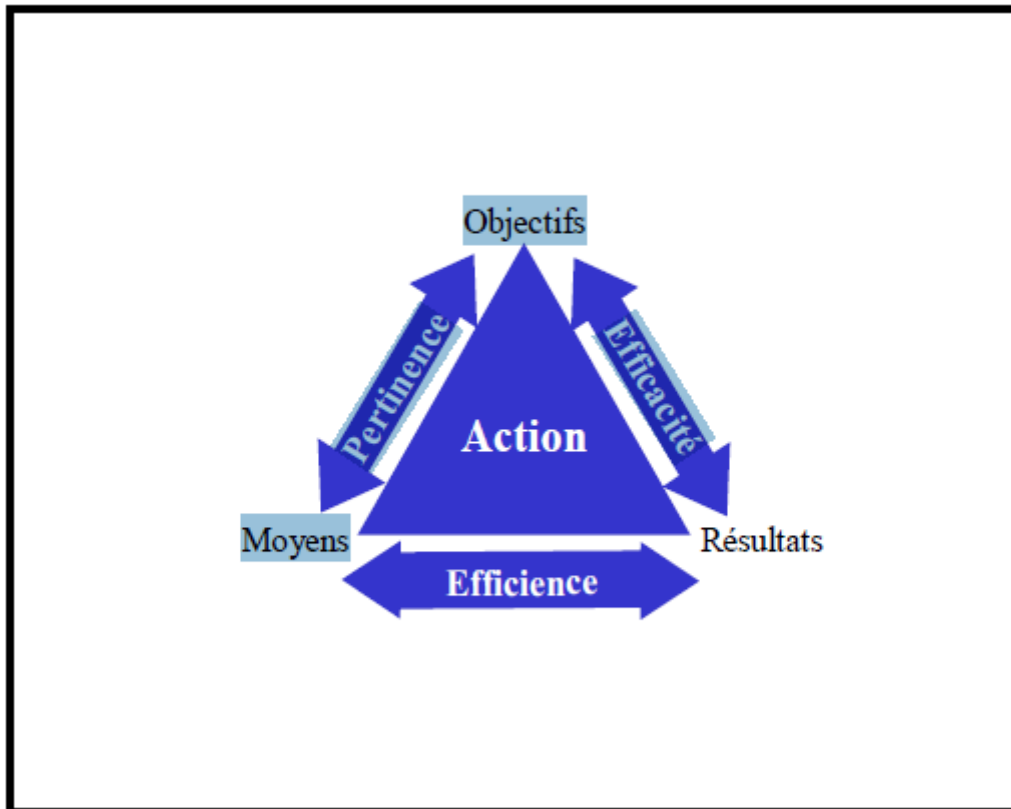 Objectifs
Pertinence
Efficacité
Action
Moyens
Résultats
Efficience